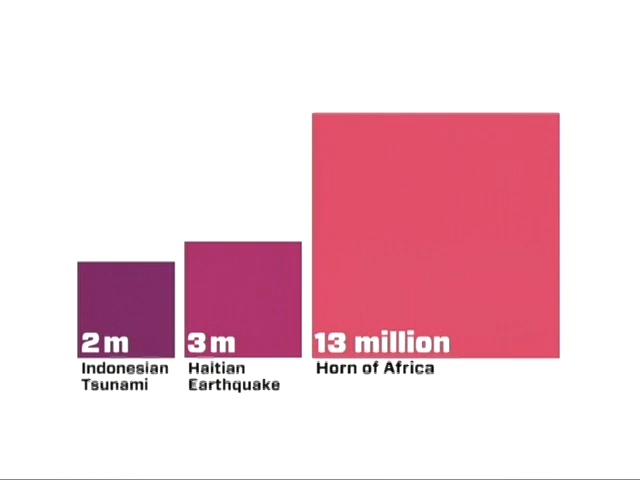 2m
Indonesian
Tsunami
3m
Haitian
Earthquake
13 million
Horn of Africa